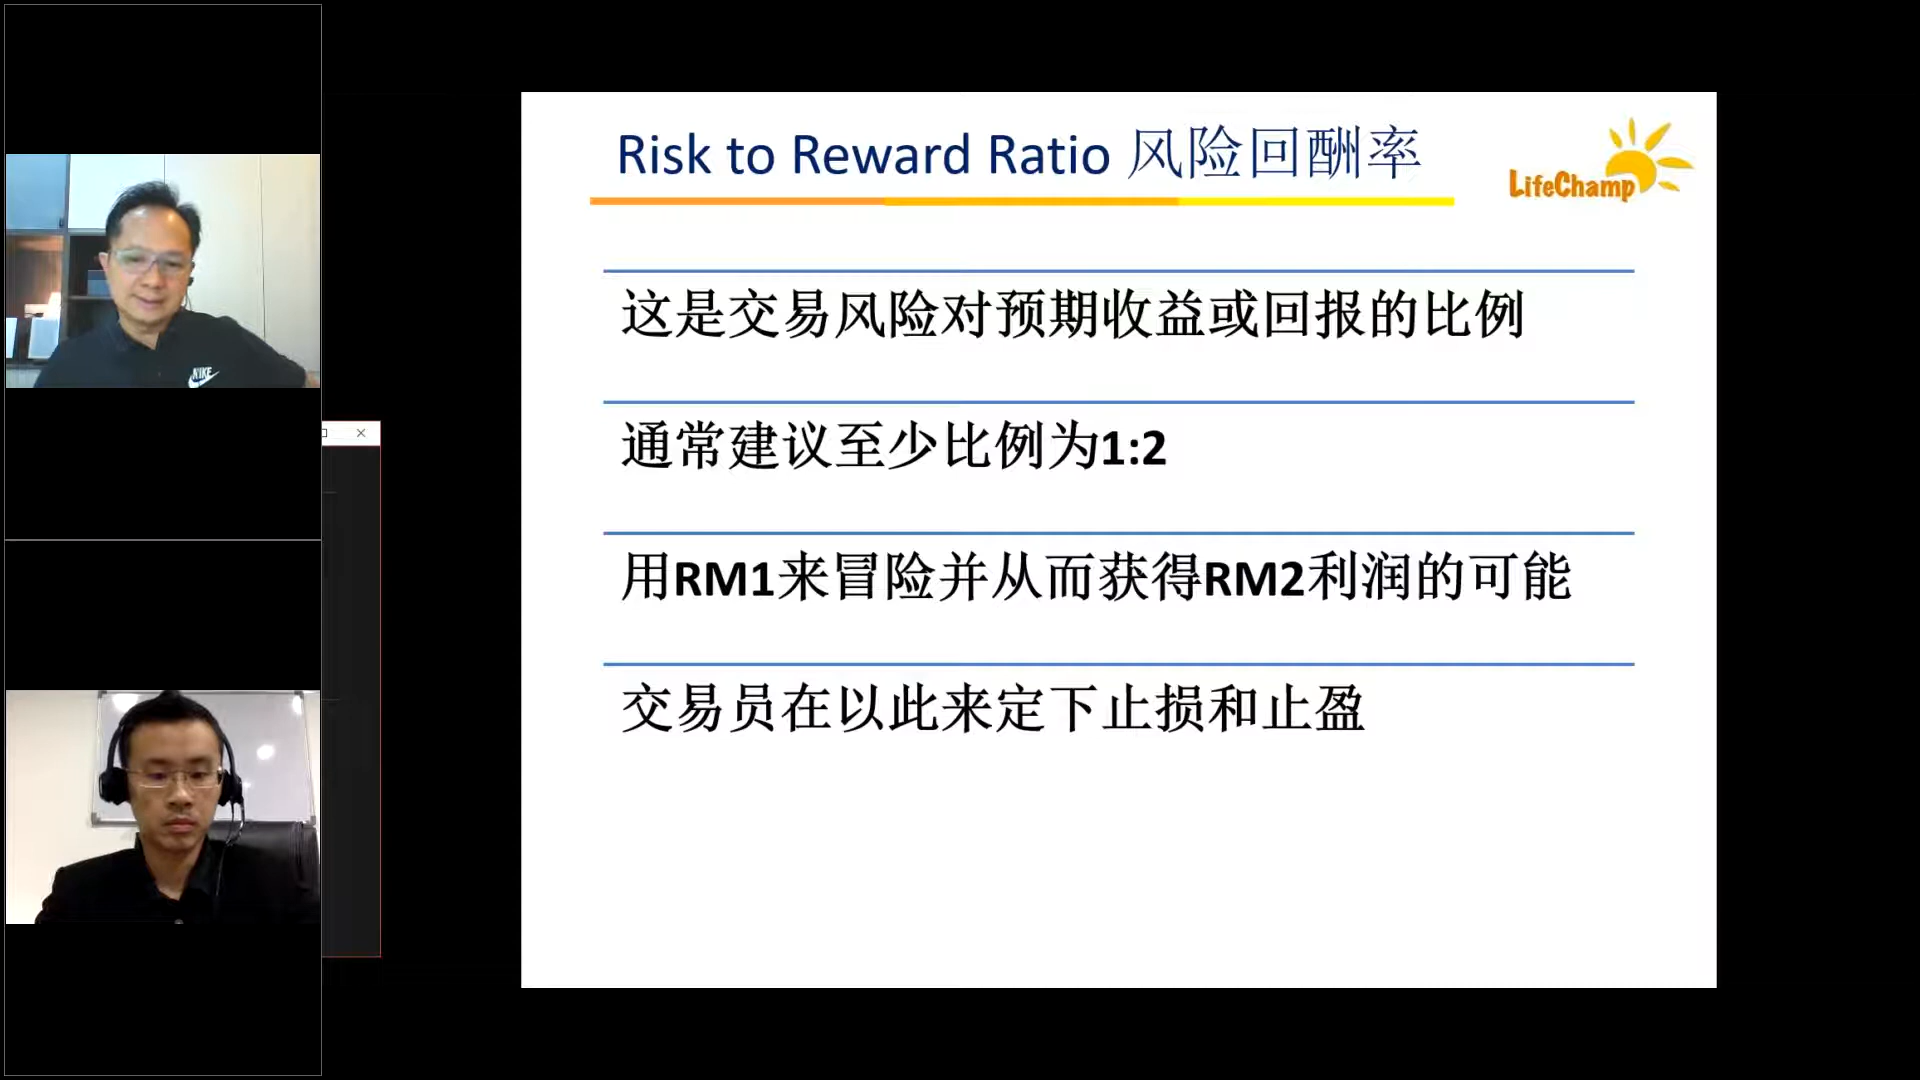 Risk to Reward Ratio 风险回酬率
LifeChamp
这是交易风险对预期收益或回报的比例
通常建议至少比例为1:2
用RM1来冒险并从而获得RM2利润的可能
交易员在以此来定下止损和止盈
NIKE